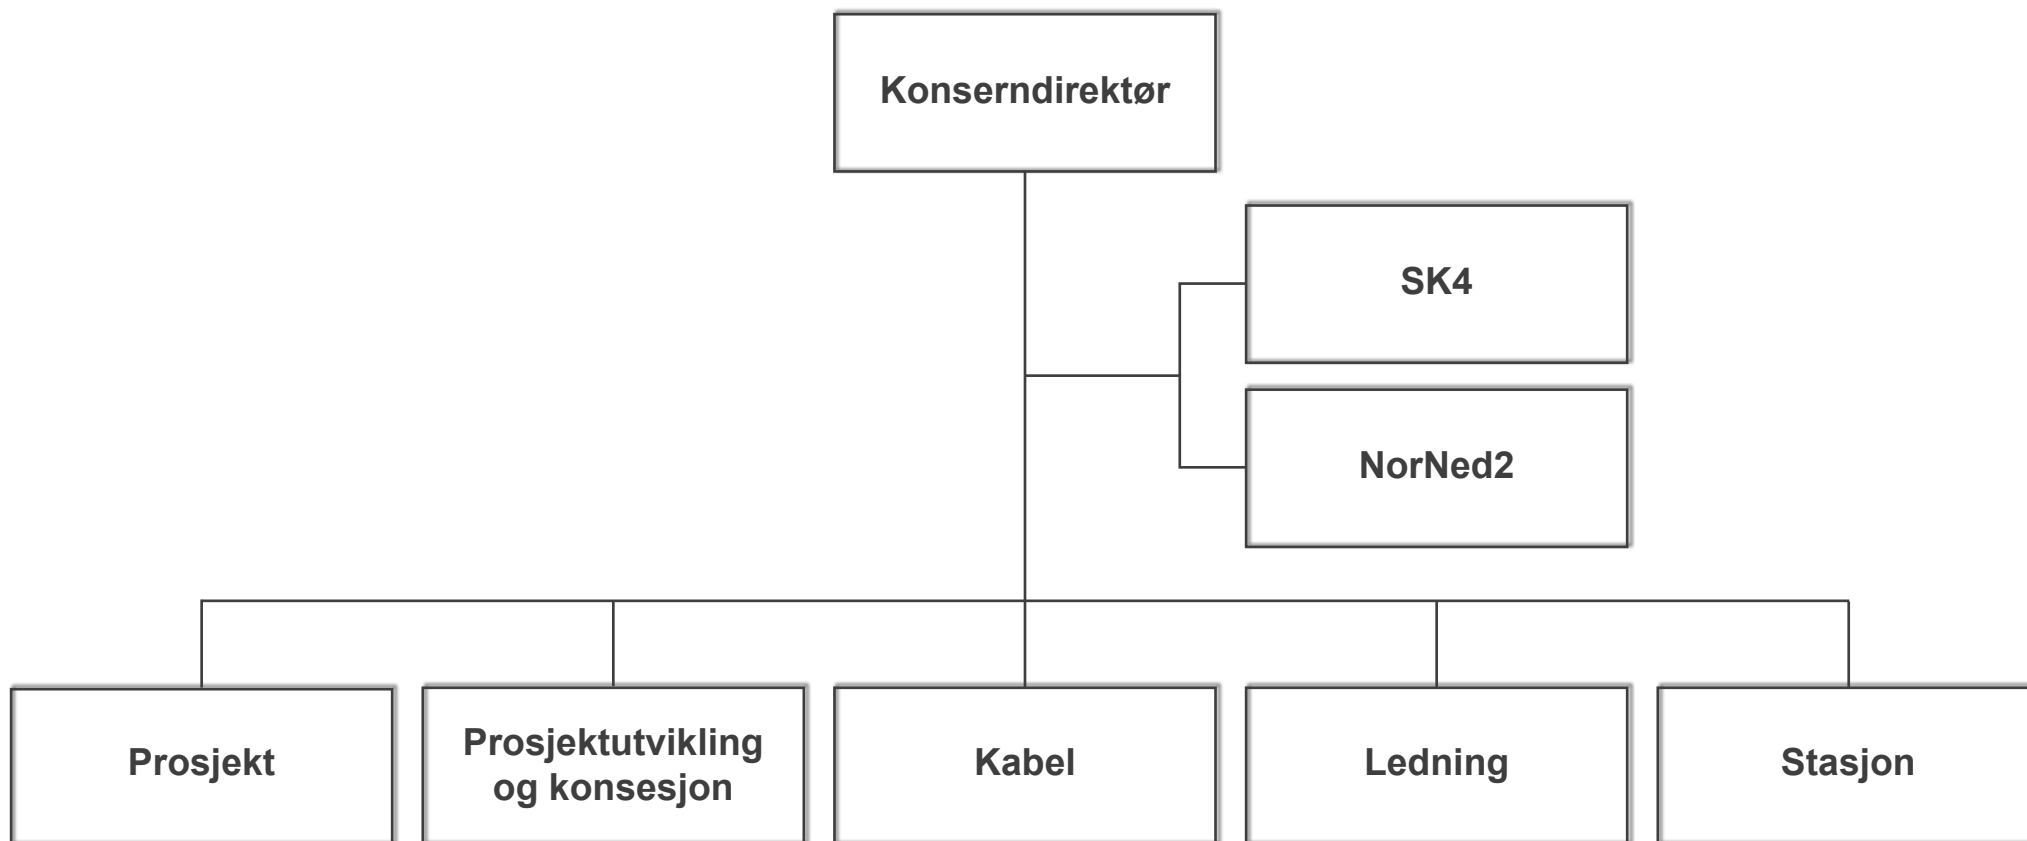 Konserndirektør
SK4
NorNed2
Prosjekt
Prosjektutvikling
og konsesjon
Kabel
Ledning
Stasjon